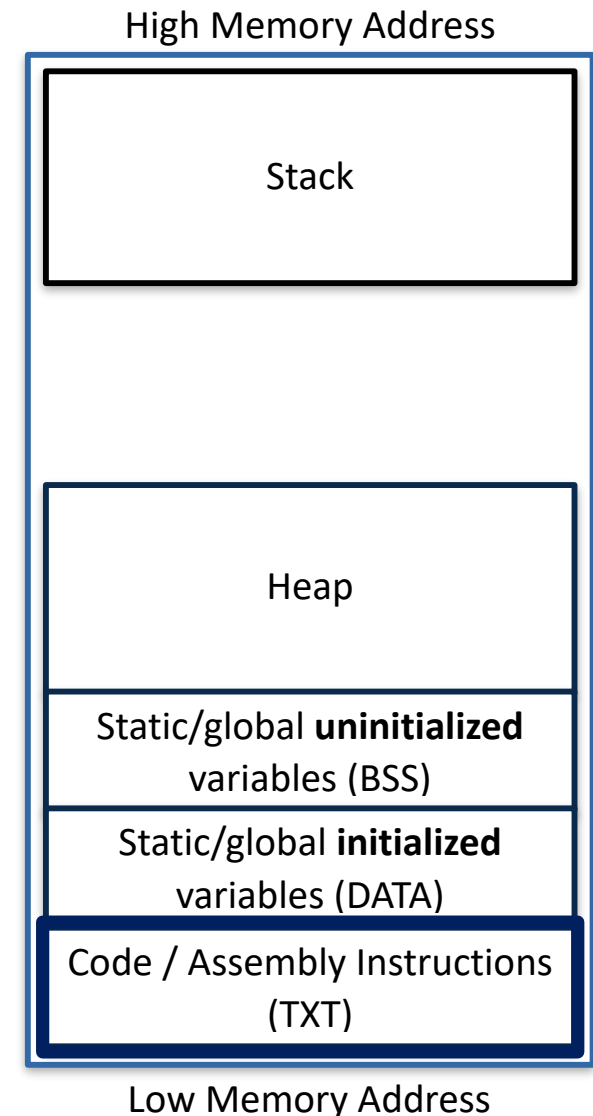 High Memory Address
Stack
Heap
Static/global uninitialized
variables (BSS)
Static/global initialized
variables (DATA)
Code / Assembly Instructions
(TXT)
Low Memory Address